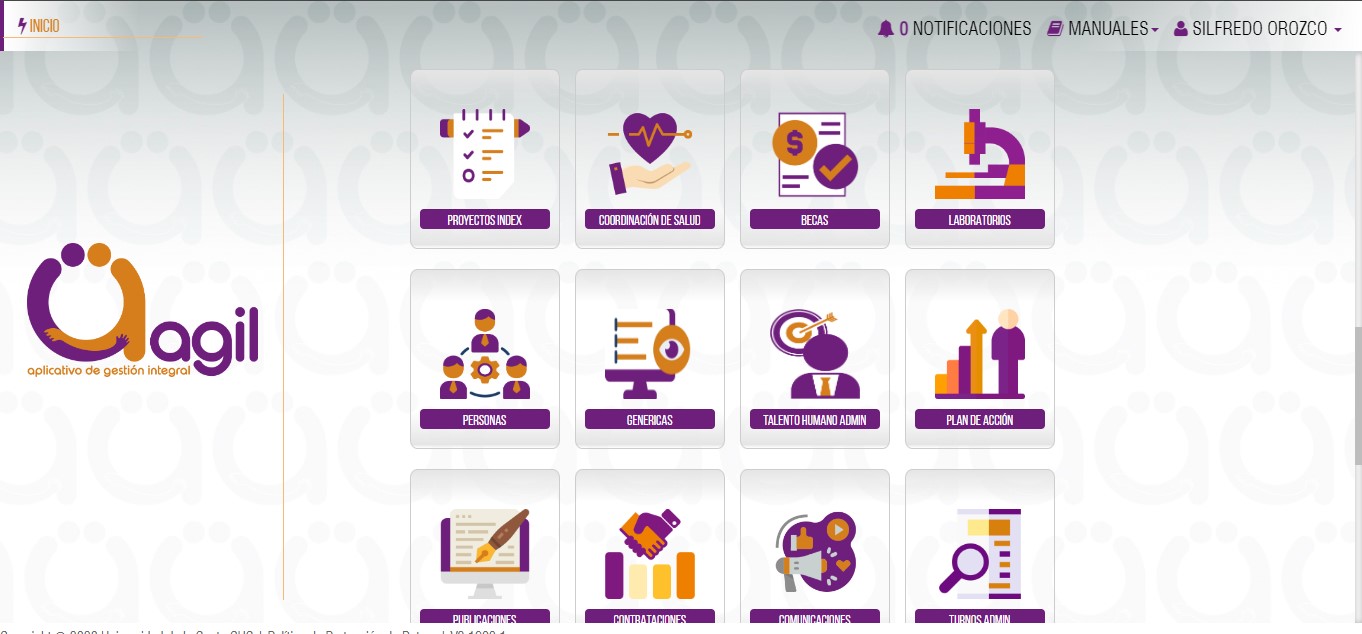 INICIO
0 NOTIFICACIONES
MANUALES
SILFREDO OROZCO
PROYECTOS INDEX
COORDINACIÓN DE SALUD
BECAS
LABORATORIOS
agil
aplicativo de gestión integral
PERSONAS
GENERICAS
TALENTO HUMANO ADMIN
PLAN DE ACCIÓN
PUBLICACIONES
CONTRATACIONES
COMUNICACIONES
TURNOS ADMIN